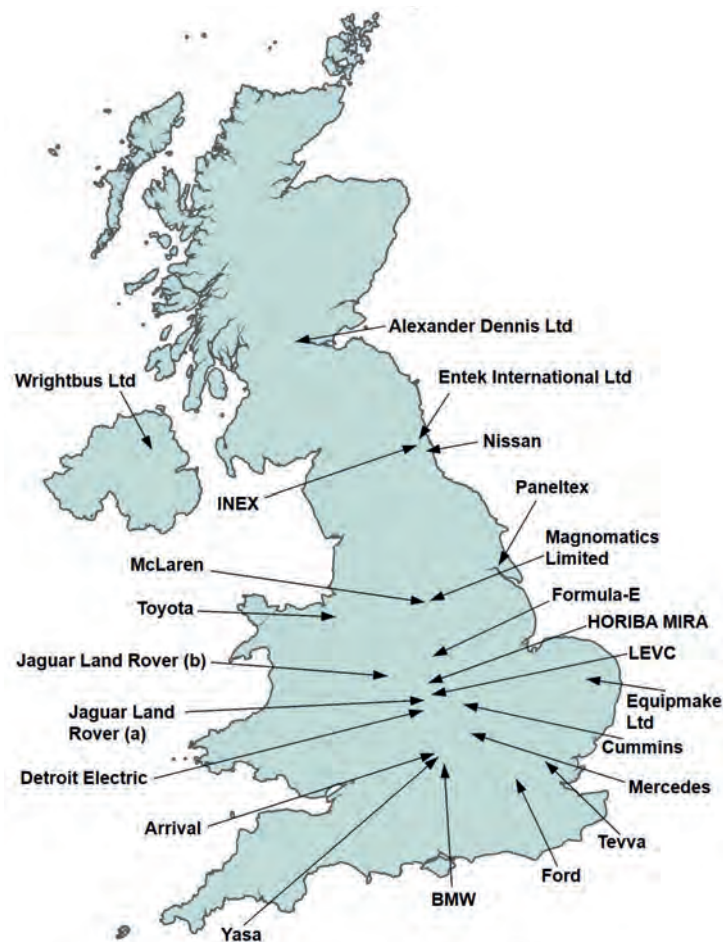 Alexander Dennis Ltd
Entek International Ltd
Wrightbus Ltd
Nissan
Paneltex
INEX
Magnomatics
Limited
McLaren
Formula-E
Toyota
HORIBA MIRA
LEVC
Jaguar Land Rover (b)
Equipmake
Ltd
Jaguar Land
Rover (a)
Cummins
Detroit Electric
Mercedes
Arrival
Tevva
Ford
BMW
Yasa